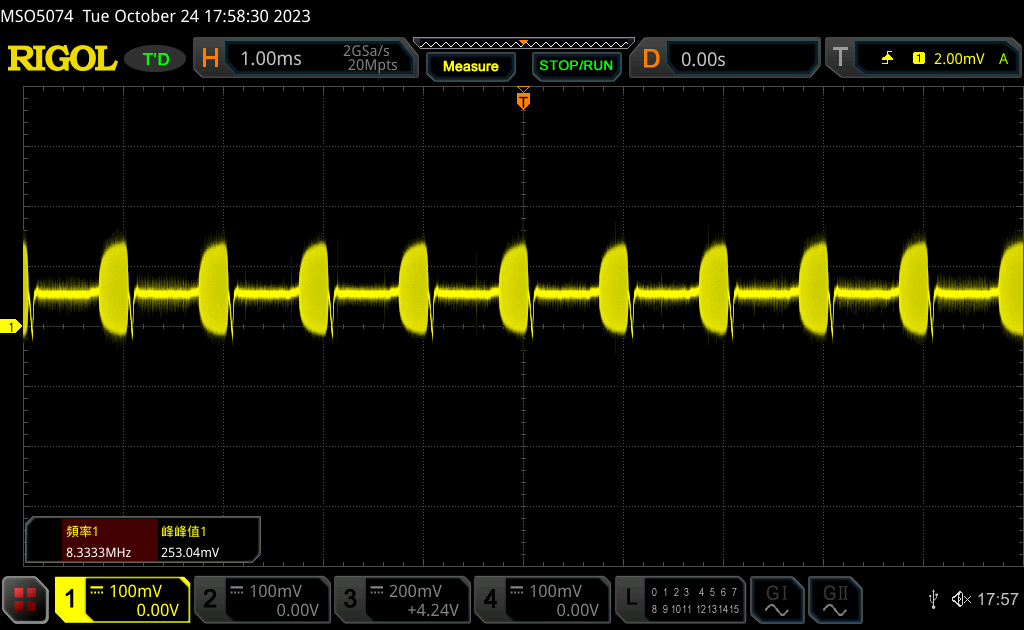 MSO5074  Tue October 24 17:58:30 2023
RIGOL T'D H 1.00ms 2GSa/s 20Mpts Measure STOP/RUN D 0.00s T 1 2.00mV A
T
1
頻率1 峰峰值1
8.3333MHz 253.04mV
1 100mV 0.00V 2 100mV 0.00V 3 200mV +4.24V 4 100mV 0.00V L 0 1 2 3 4 5 6 7 GI GII 17:57
8 9 10 11 12 13 14 15